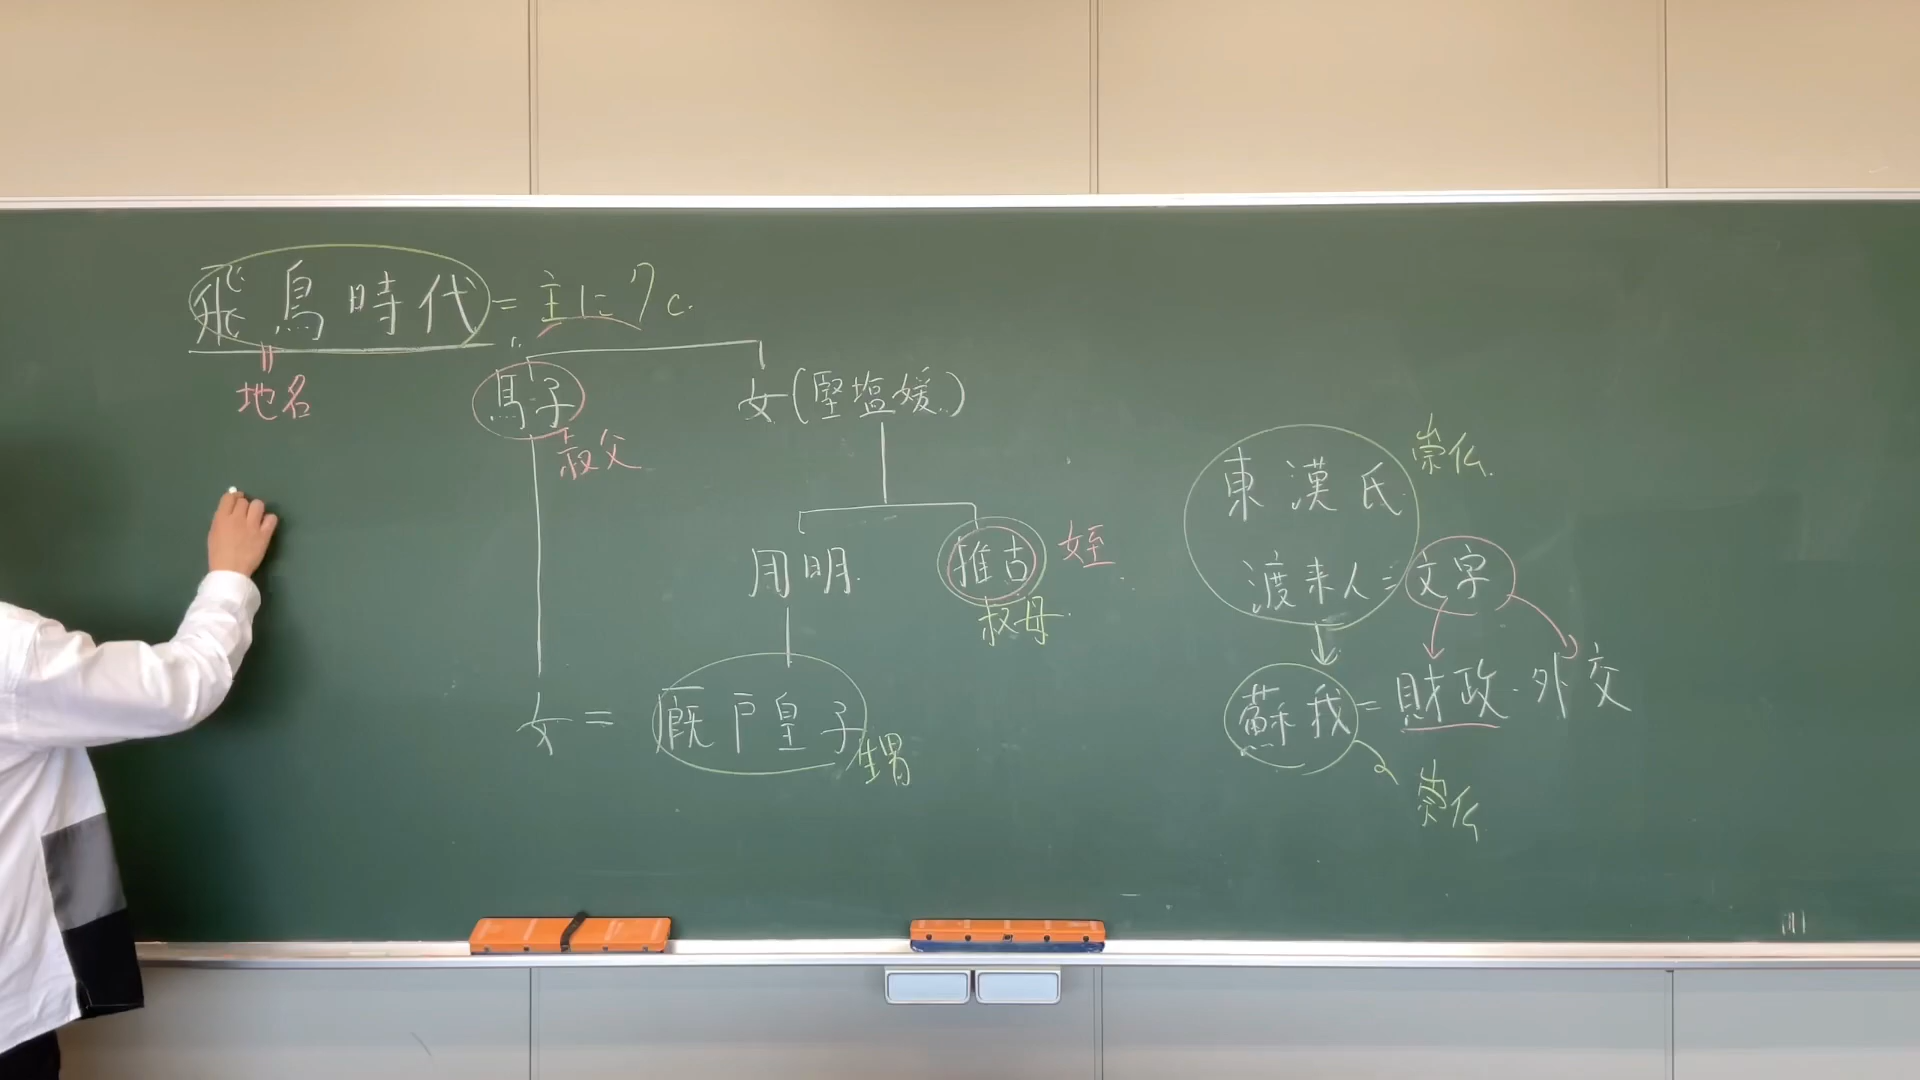 飛鳥時代=主に7c.
地名
馬子
叔父
女(堅塩媛)
用明
推古
姪
叔母
女=厩戸皇子
甥
東漢氏
崇仏
渡来人=文字
蘇我=財政・外交
崇仏